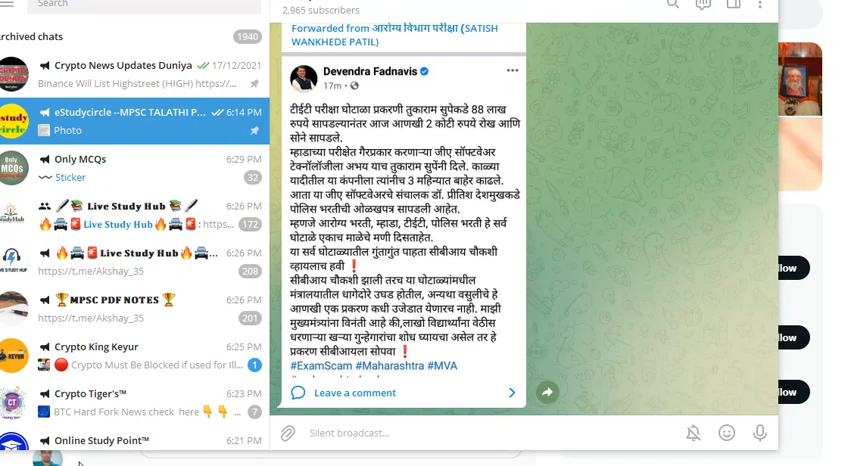 Search
2,965 subscribers
Archived chats
1940
Crypto News Updates Duniya 17/12/2021
Binance Will List Highstreet (HIGH) https://...
eStudycircle --MPSC TALATHI P... 6:14 PM
Photo
Only MCQs 6:29 PM
Sticker
32
Live Study Hub 6:26 PM
Live Study Hub : https...
172
Live Study Hub... 6:26 PM
https://t.me/Akshay_35
208
MPSC PDF NOTES 6:26 PM
https://t.me/Akshay_35
201
Crypto King Keyur 6:25 PM
Crypto Must Be Blocked if used for Ill...
1
Crypto Tiger's™ 6:23 PM
BTC Hard Fork News check here ...
7
Online Study Point™ 6:21 PM
Forwarded from आरोग्य विभाग परीक्षा (SATISH
WANKHEDE PATIL)
Devendra Fadnavis
17m
टीईटी परीक्षा घोटाळा प्रकरणी तुकाराम सुपेकडे 88 लाख
रुपये सापडल्यानंतर आज आणखी 2 कोटी रुपये रोख आणि
सोने सापडले.
म्हाडाच्या परीक्षेत गैरप्रकार करणाऱ्या जीए सॉफ्टवेअर
टेक्नॉलॉजीला अभय याच तुकाराम सुपेंनी दिले. काळ्या
यादीतील या कंपनीला त्यांनीच 3 महिन्यात बाहेर काढले.
आता या जीए सॉफ्टवेअरचे संचालक डॉ. प्रीतिश देशमुखकडे
पोलिस भरतीची ओळखपत्र सापडली आहेत.
म्हणजे आरोग्य भरती, म्हाडा, टीईटी, पोलिस भरती हे सर्व
घोटाळे एकाच माळेचे मणी दिसताहेत.
या सर्व घोटाळ्यातील गुंतागुंत पाहता सीबीआय चौकशी
व्हायलाच हवी ❗
सीबीआय चौकशी झाली तरच या घोटाळ्यांमधील
मंत्रालयातील धागेदोरे उघड होतील, अन्यथा वसुलीचे हे
आणखी एक प्रकरण कधी उजेडात येणारच नाही. माझी
मुख्यमंत्र्यांना विनंती आहे की,लाखो विद्यार्थ्यांना वेठीस
धरणाऱ्या खऱ्या गुन्हेगारांचा शोध घ्यायचा असेल तर हे
प्रकरण सीबीआयला सोपवा ❗
#ExamScam #Maharashtra #MVA
Leave a comment
Silent broadcast...
llow
llow
llow